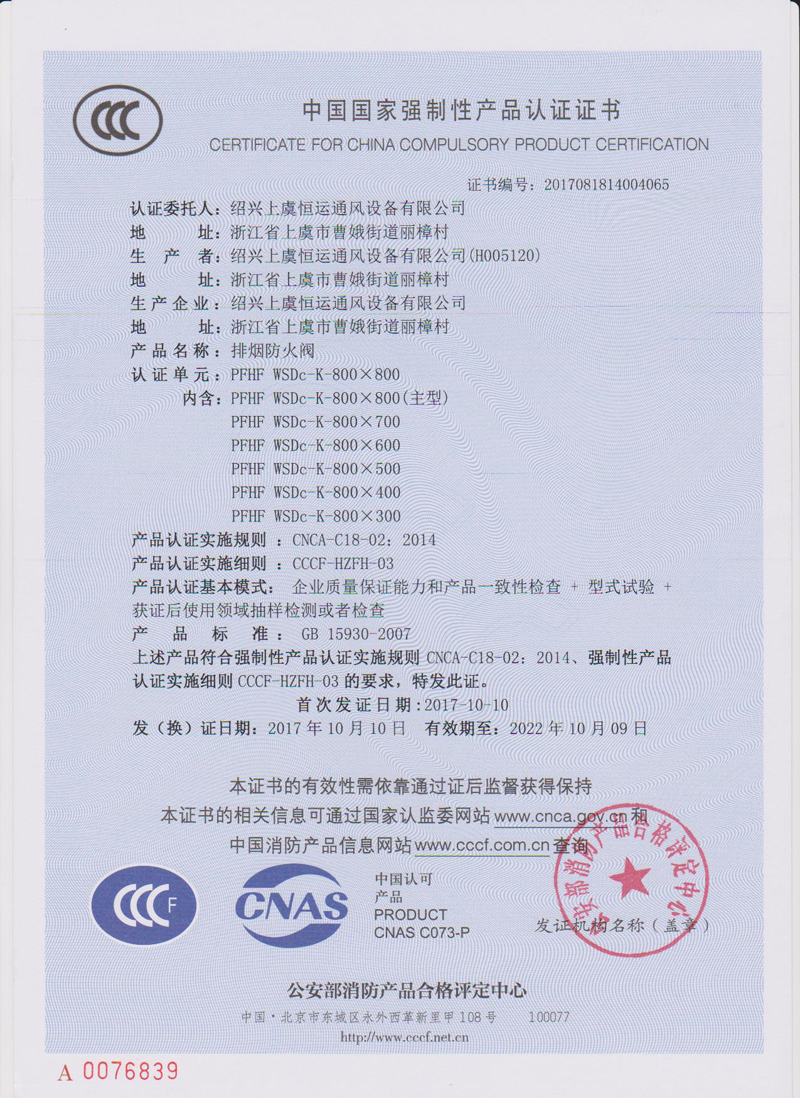 中国国家强制性产品认证证书
CERTIFICATE FOR CHINA COMPULSORY PRODUCT CERTIFICATION
证书编号：2017081814004065
认证委托人：绍兴上虞恒运通风设备有限公司
地 址：浙江省上虞市曹娥街道丽樟村
生 产 者：绍兴上虞恒运通风设备有限公司(H005120)
地 址：浙江省上虞市曹娥街道丽樟村
生产企业：绍兴上虞恒运通风设备有限公司
地 址：浙江省上虞市曹娥街道丽樟村
产品名称：排烟防火阀
认证单元：PFHF WSDc-K-800×800
内含：PFHF WSDc-K-800×800(主型)
PFHF WSDc-K-800×700
PFHF WSDc-K-800×600
PFHF WSDc-K-800×500
PFHF WSDc-K-800×400
PFHF WSDc-K-800×300
产品认证实施规则：CNCA-C18-02：2014
产品认证实施细则：CCCF-HZFH-03
产品认证基本模式： 企业质量保证能力和产品一致性检查 + 型式试验 +
获证后使用领域抽样检测或者检查
产 品 标 准： GB 15930-2007
上述产品符合强制性产品认证实施规则 CNCA-C18-02：2014、强制性产品
认证实施细则 CCCF-HZFH-03 的要求，特发此证。
首次发证日期:2017-10-10
发（换）证日期：2017 年 10 月 10 日 有效期至：2022 年 10 月 09 日
本证书的有效性需依靠通过证后监督获得保持
本证书的相关信息可通过国家认监委网站 www.cnca.gov.cn 和
中国消防产品信息网站 www.cccf.com.cn 查询
公安部消防产品合格评定中心
CCC F
CNAS
中国认可
产品
PRODUCT
CNAS C073-P
发证机构名称（盖章）
公安部消防产品合格评定中心
中国·北京市东城区永外西革新里甲 108 号 100077
http://www.cccf.net.cn
A 0076839